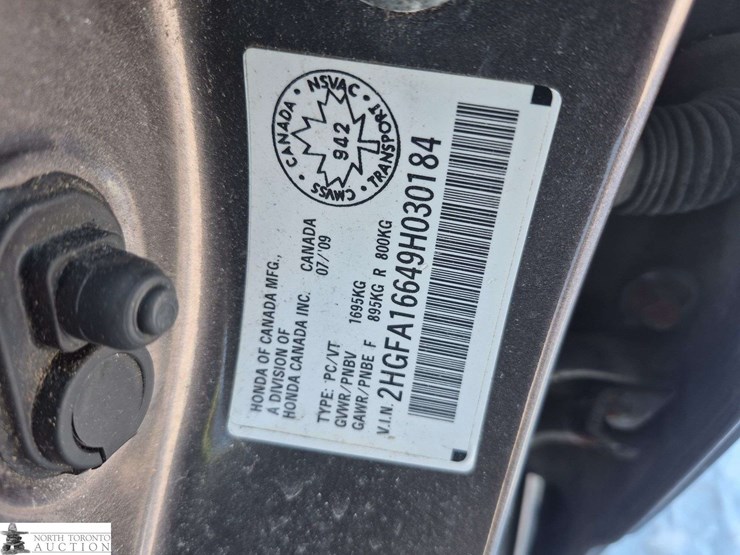 HONDA OF CANADA MFG.,
A DIVISION OF
HONDA CANADA INC. CANADA
07/'09
TYPE: PC/VT
GVWR/PNBV 1695KG
GAWR/PNBE F 895KG R 800KG
V.I.N. 2HGFA16649H030184
CANADA • NSVAC • TRANSPORT • CMVSS •
942
NORTH TORONTO
AUCTION